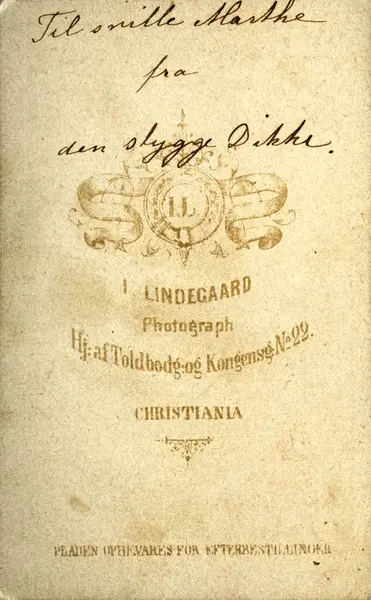 Til snille Marthe
fra
den stygge Dikke.
I L
I LINDEGAARD
Photograph
Hj: af Toldbodg: og Kongensg: No 22.
CHRISTIANIA
PLADEN OPBEVARES FOR EFTERBESTILLINGER